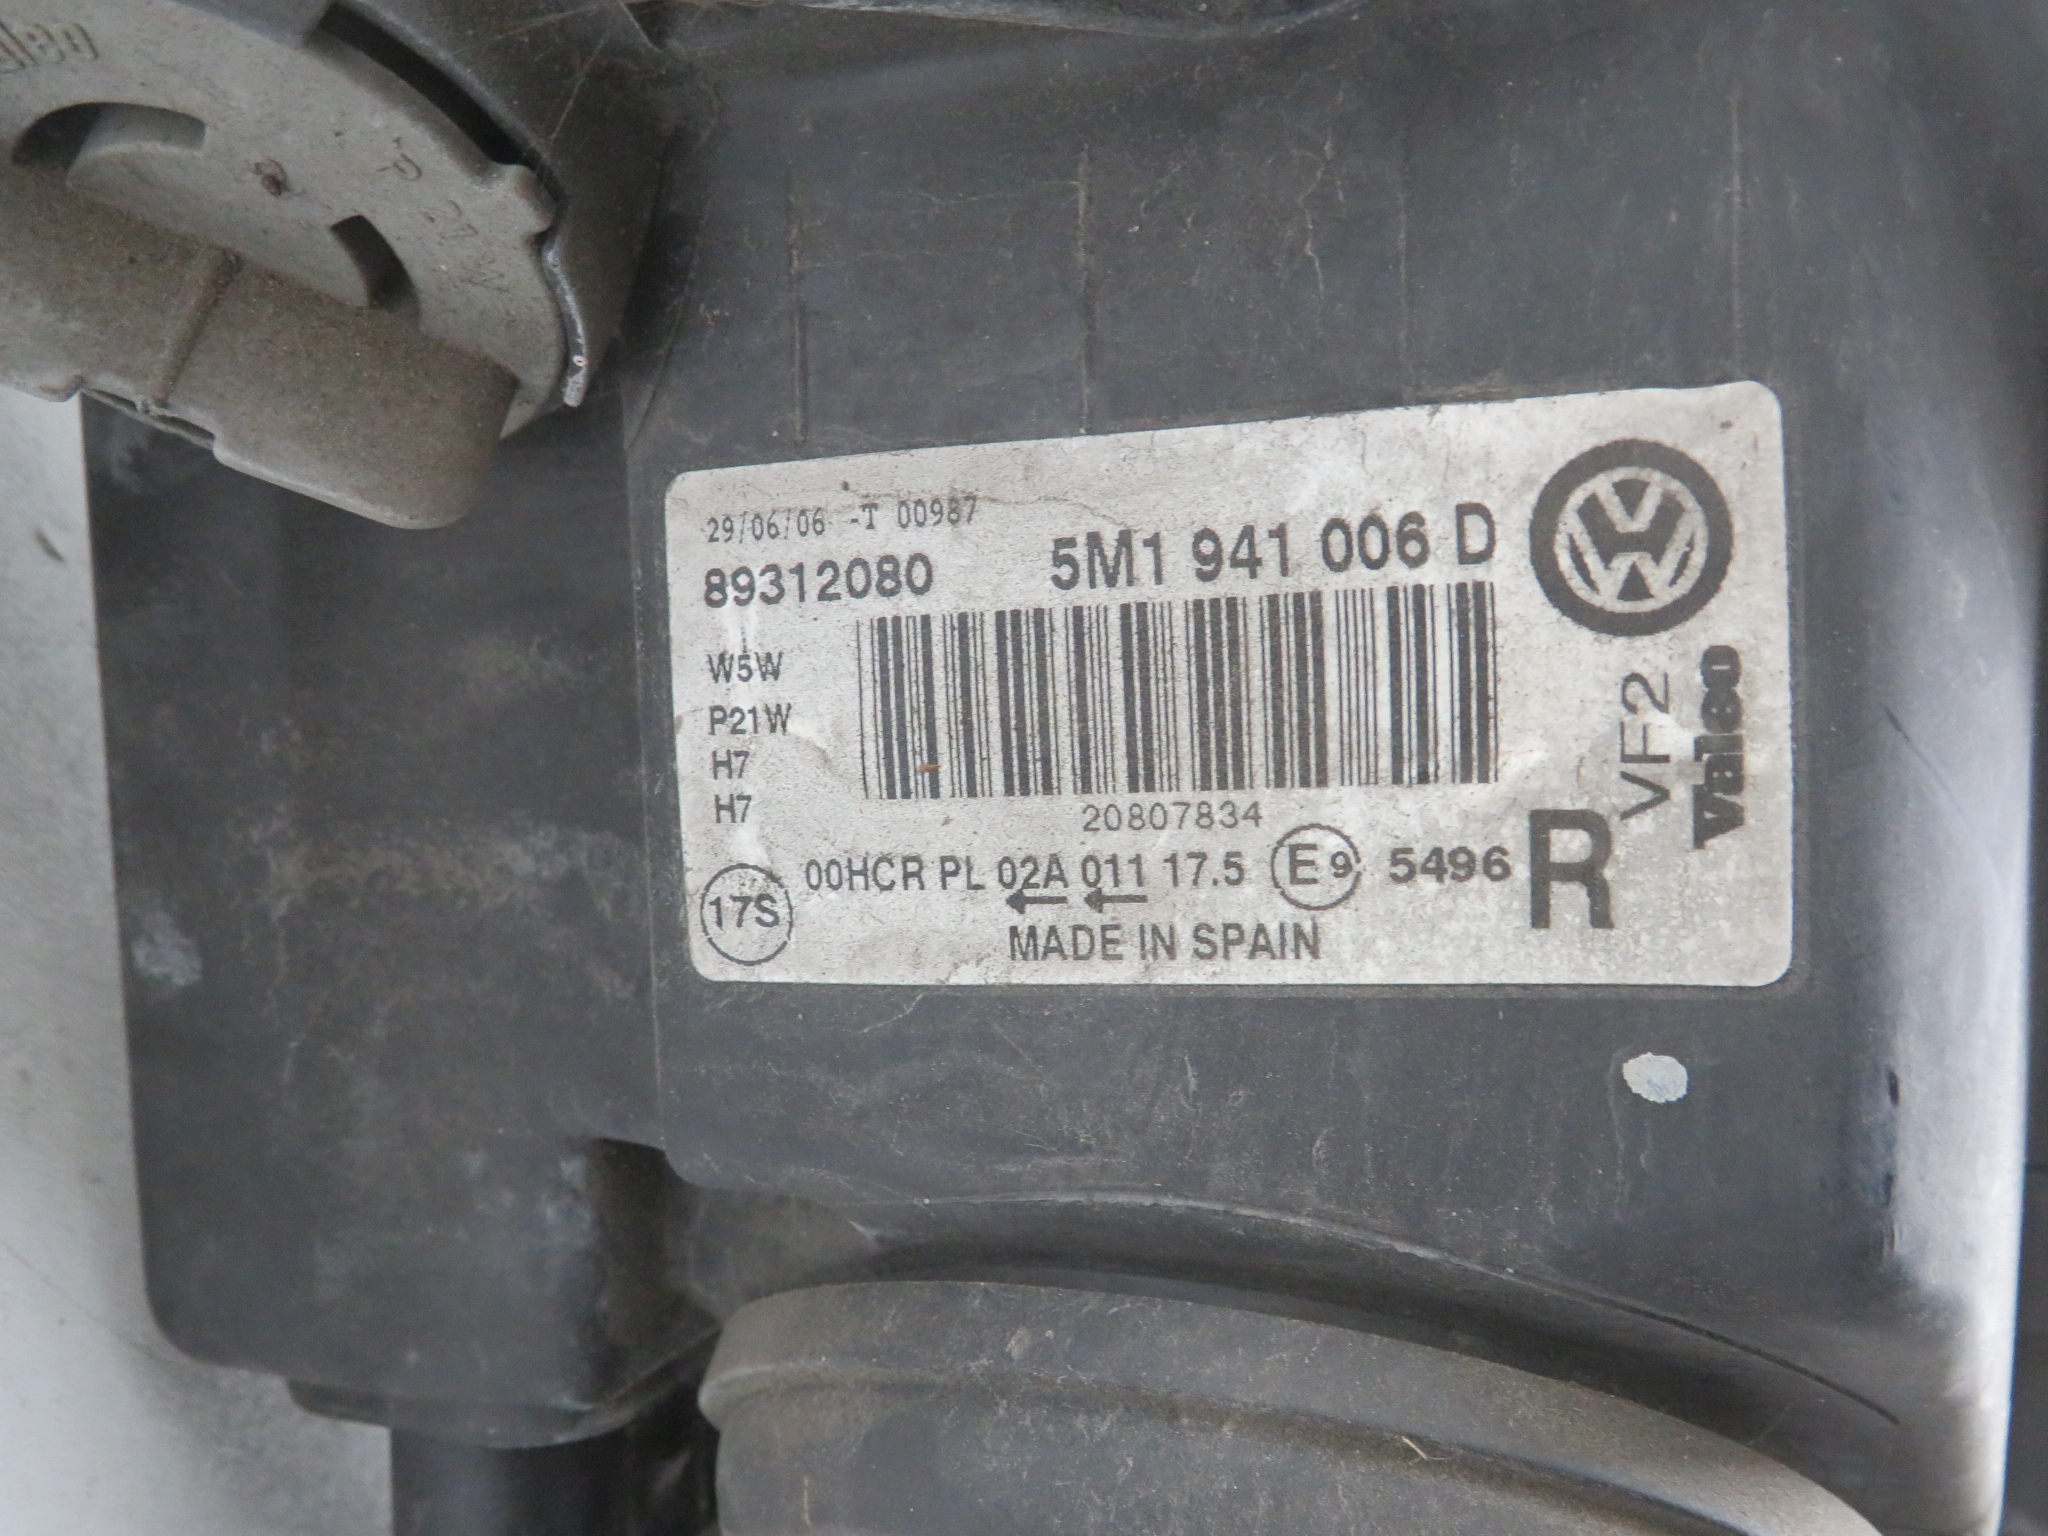 29/06/06 -T 00987
89312080 5M1 941 006 D
W5W
P21W
H7
H7
20807834
17S
00HCR PL 02A 011 17.5 E9 5496
R
MADE IN SPAIN
VF2
Valeo
P 21W